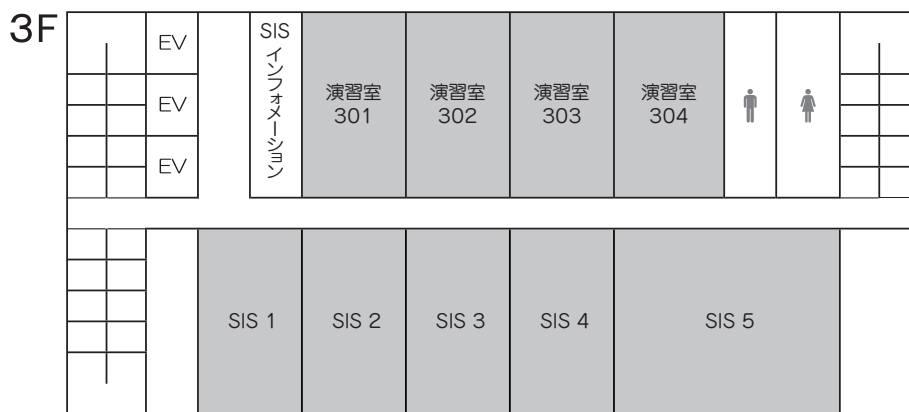 3F
EV
EV
EV
SIS
インフォメーション
演習室
301
演習室
302
演習室
303
演習室
304
SIS 1
SIS 2
SIS 3
SIS 4
SIS 5